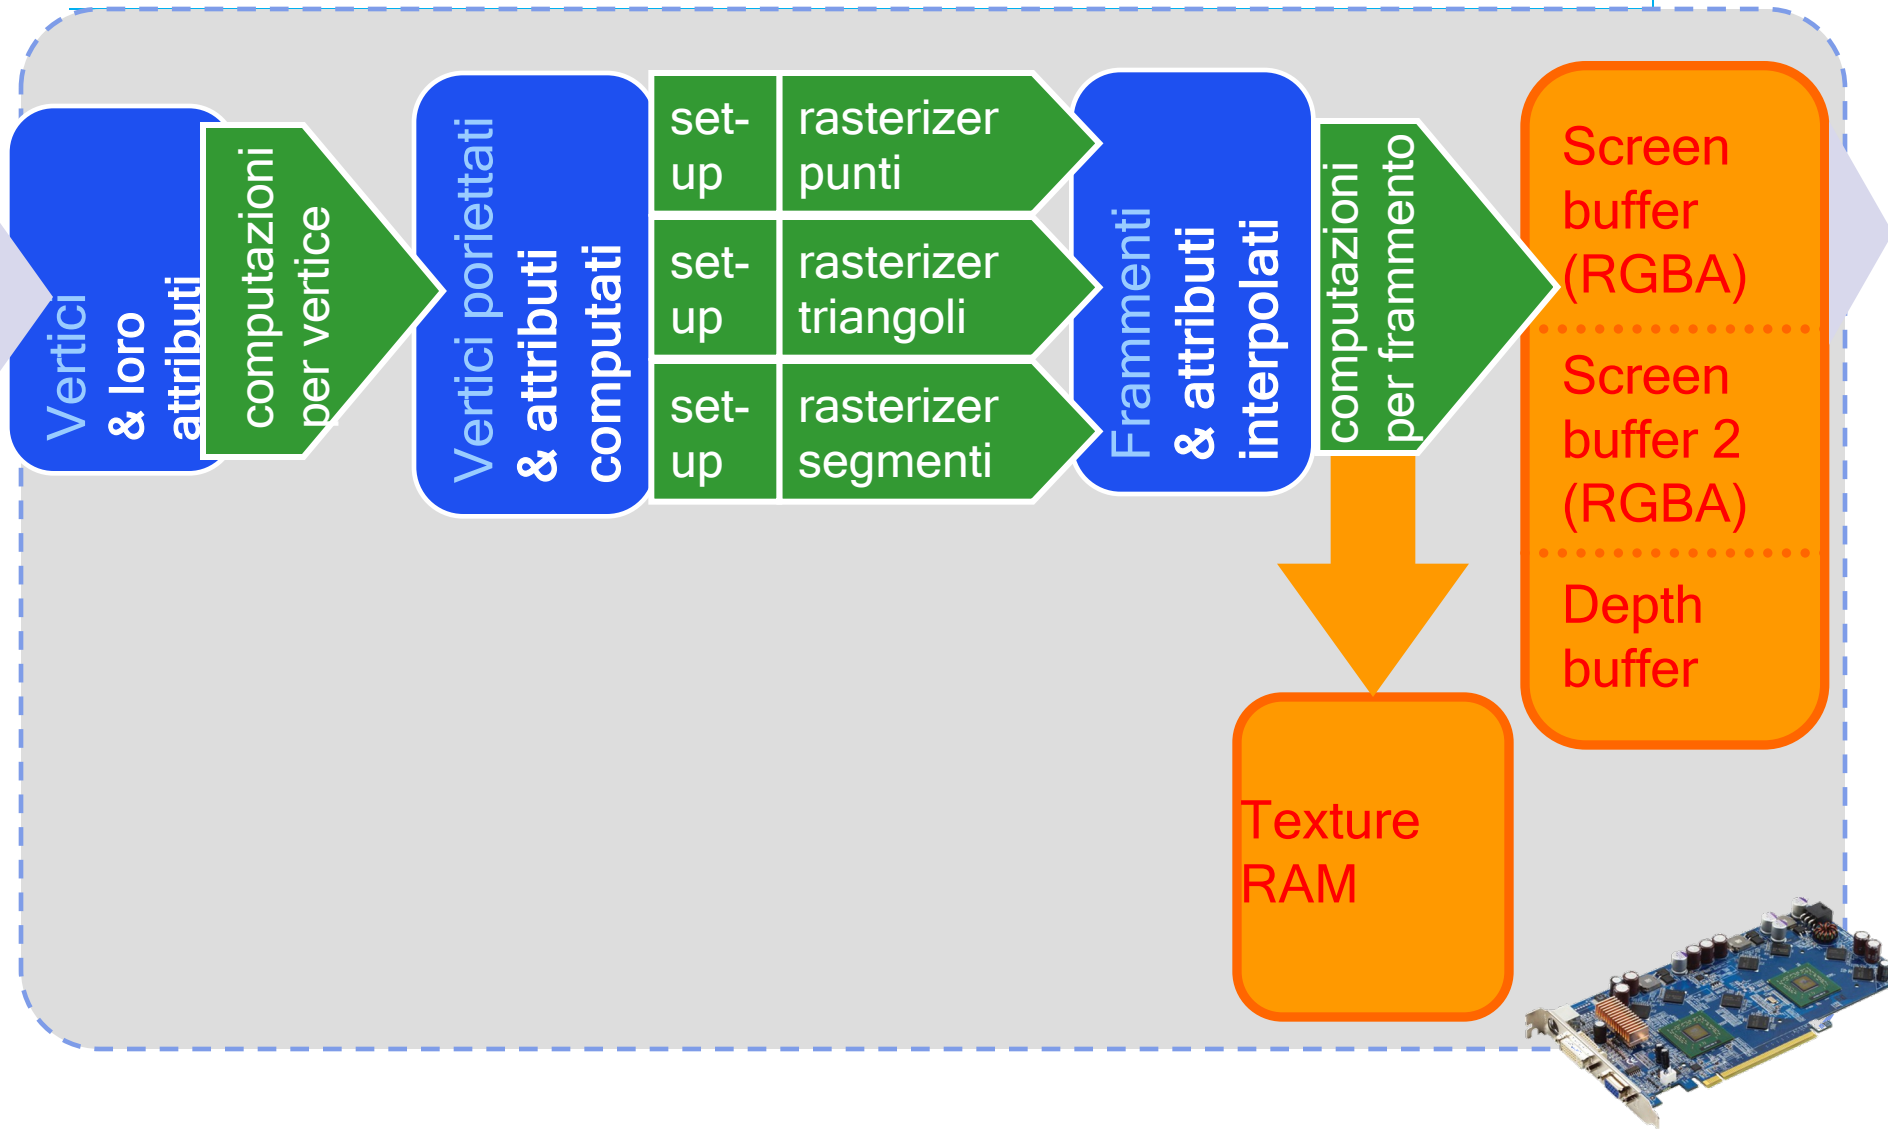 Vertici
& loro
attributi
computazioni
per vertice
Vertici poriettati
& attributi
computati
set-
up
rasterizer
punti
set-
up
rasterizer
triangoli
set-
up
rasterizer
segmenti
Frammenti
& attributi
interpolati
computazioni
per frammento
Screen
buffer
(RGBA)
Screen
buffer 2
(RGBA)
Depth
buffer
Texture
RAM